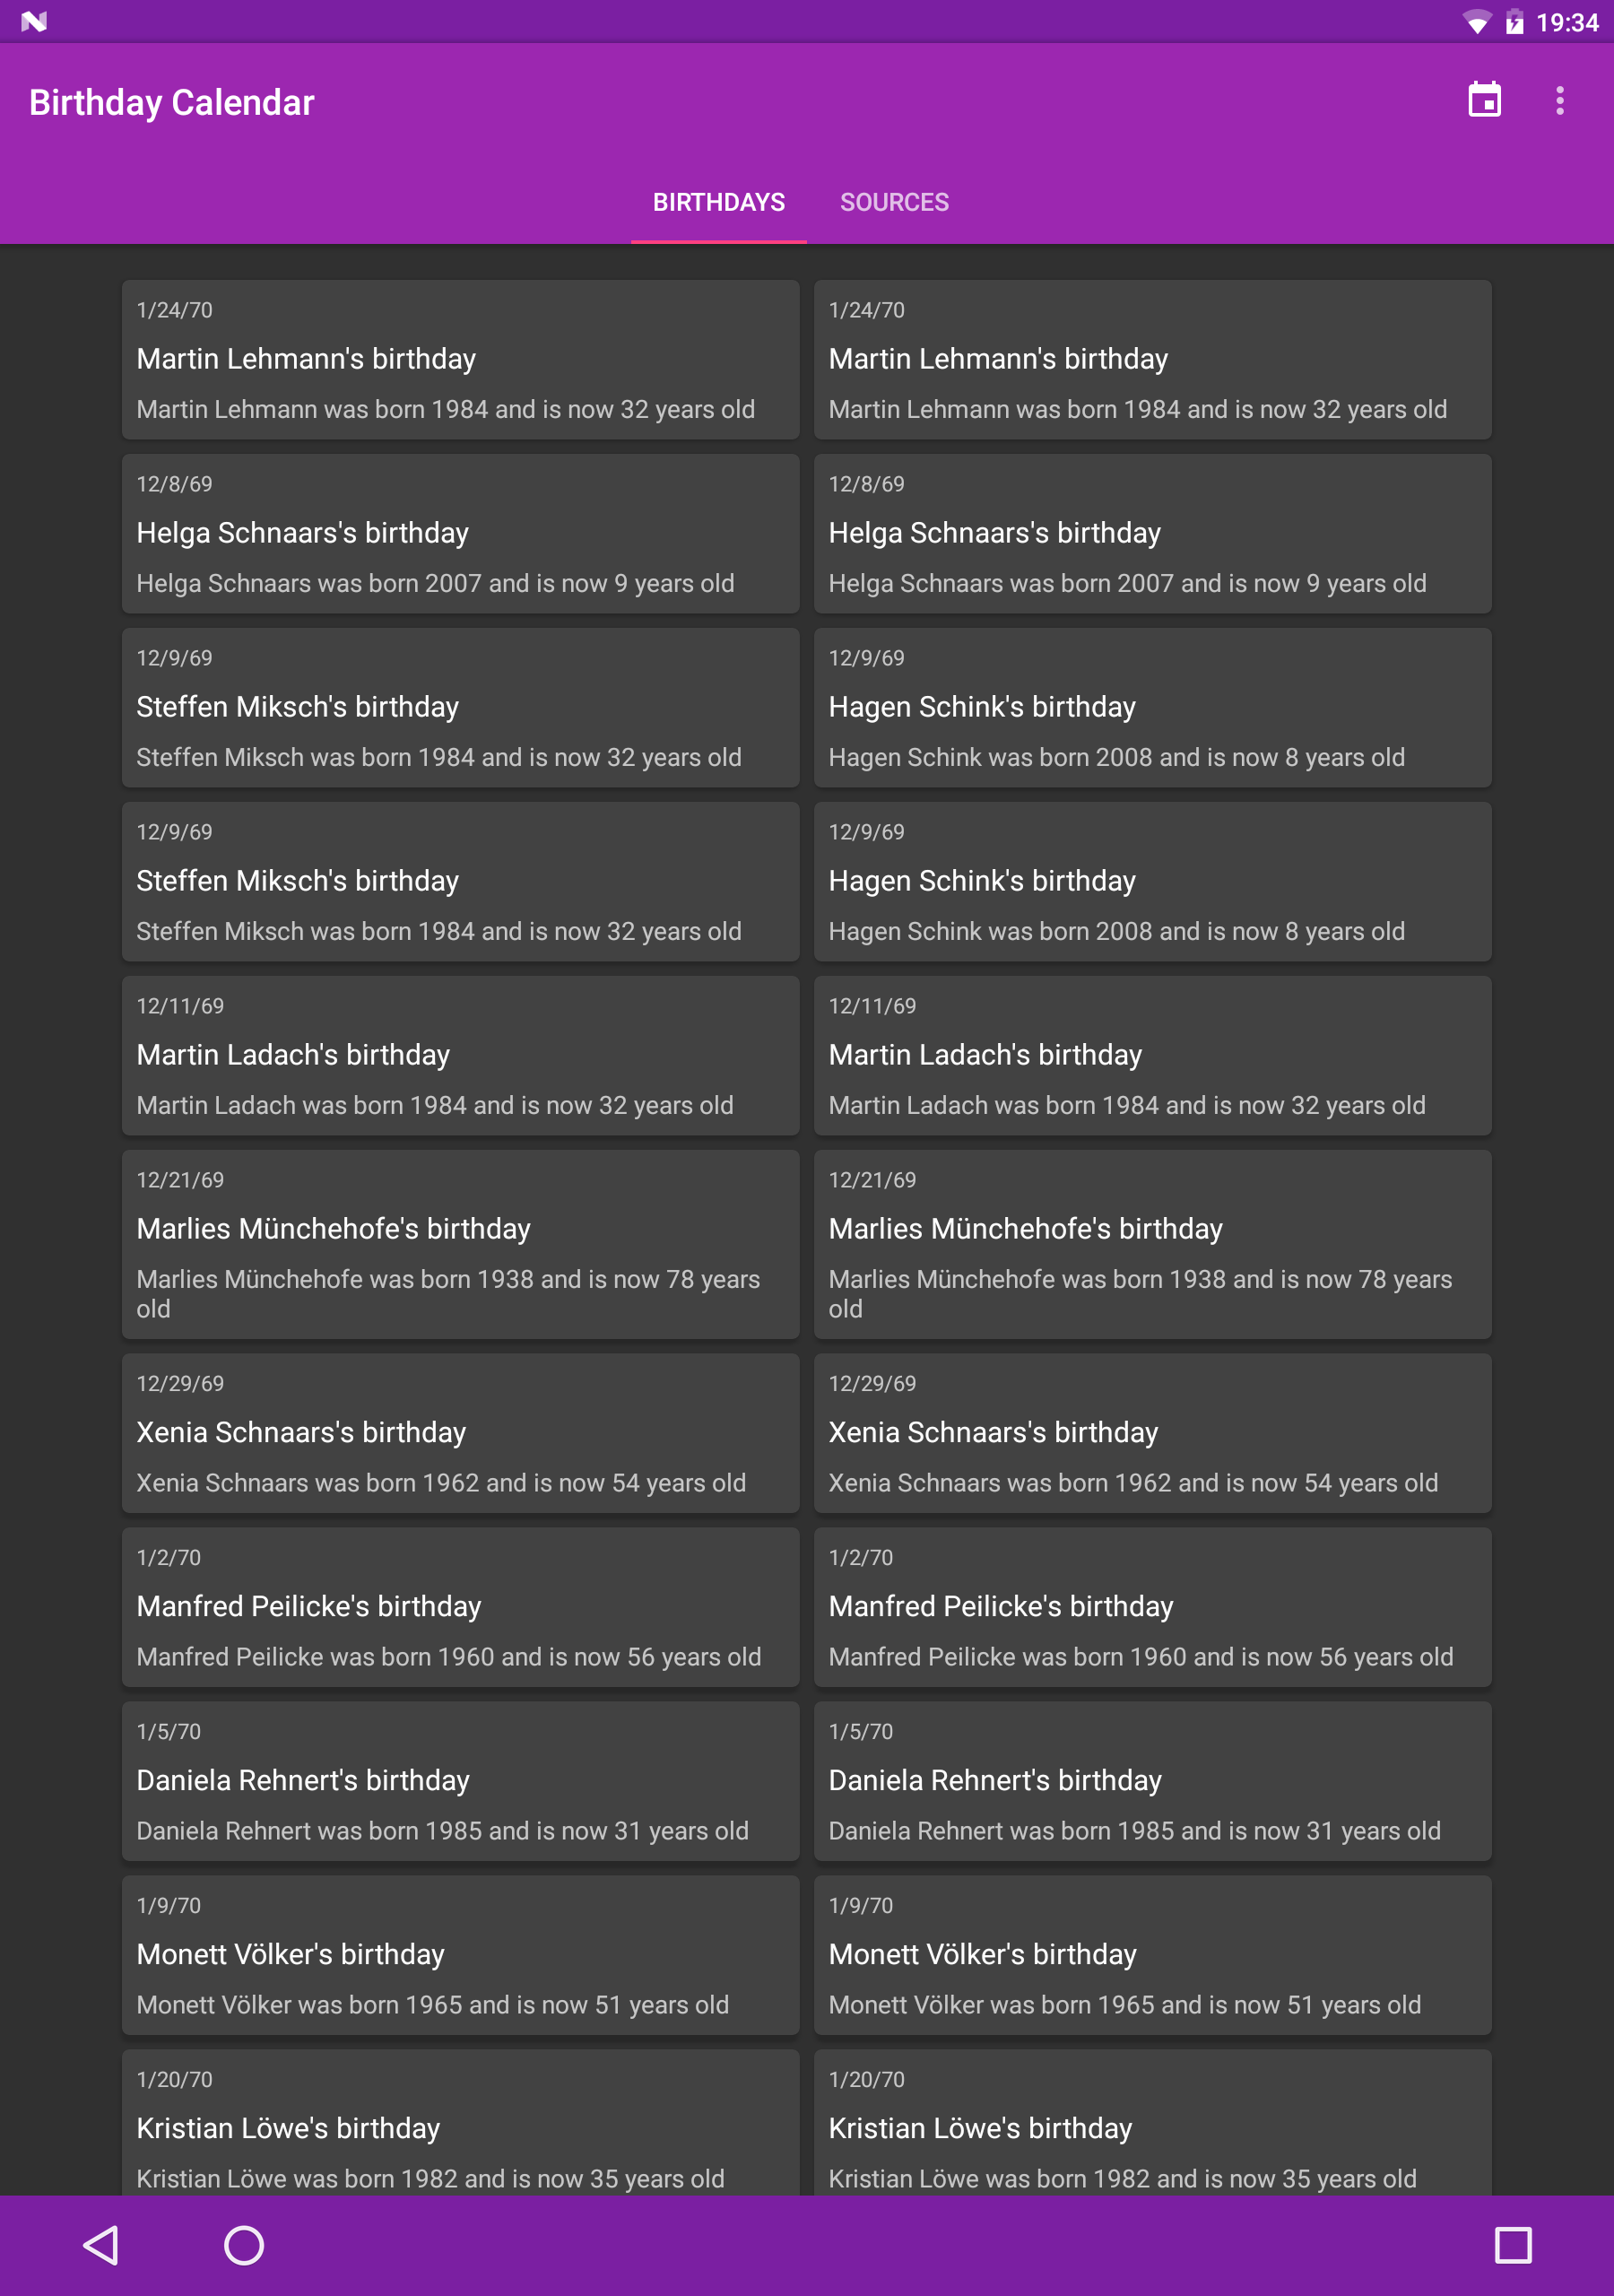 19:34
Birthday Calendar
BIRTHDAYS
SOURCES
1/24/70
Martin Lehmann's birthday
Martin Lehmann was born 1984 and is now 32 years old
1/24/70
Martin Lehmann's birthday
Martin Lehmann was born 1984 and is now 32 years old
12/8/69
Helga Schnaars's birthday
Helga Schnaars was born 2007 and is now 9 years old
12/8/69
Helga Schnaars's birthday
Helga Schnaars was born 2007 and is now 9 years old
12/9/69
Steffen Miksch's birthday
Steffen Miksch was born 1984 and is now 32 years old
12/9/69
Hagen Schink's birthday
Hagen Schink was born 2008 and is now 8 years old
12/9/69
Steffen Miksch's birthday
Steffen Miksch was born 1984 and is now 32 years old
12/9/69
Hagen Schink's birthday
Hagen Schink was born 2008 and is now 8 years old
12/11/69
Martin Ladach's birthday
Martin Ladach was born 1984 and is now 32 years old
12/11/69
Martin Ladach's birthday
Martin Ladach was born 1984 and is now 32 years old
12/21/69
Marlies Münchehofe's birthday
Marlies Münchehofe was born 1938 and is now 78 years
old
12/21/69
Marlies Münchehofe's birthday
Marlies Münchehofe was born 1938 and is now 78 years
old
12/29/69
Xenia Schnaars's birthday
Xenia Schnaars was born 1962 and is now 54 years old
12/29/69
Xenia Schnaars's birthday
Xenia Schnaars was born 1962 and is now 54 years old
1/2/70
Manfred Peilicke's birthday
Manfred Peilicke was born 1960 and is now 56 years old
1/2/70
Manfred Peilicke's birthday
Manfred Peilicke was born 1960 and is now 56 years old
1/5/70
Daniela Rehnert's birthday
Daniela Rehnert was born 1985 and is now 31 years old
1/5/70
Daniela Rehnert's birthday
Daniela Rehnert was born 1985 and is now 31 years old
1/9/70
Monett Völker's birthday
Monett Völker was born 1965 and is now 51 years old
1/9/70
Monett Völker's birthday
Monett Völker was born 1965 and is now 51 years old
1/20/70
Kristian Löwe's birthday
Kristian Löwe was born 1982 and is now 35 years old
1/20/70
Kristian Löwe's birthday
Kristian Löwe was born 1982 and is now 35 years old